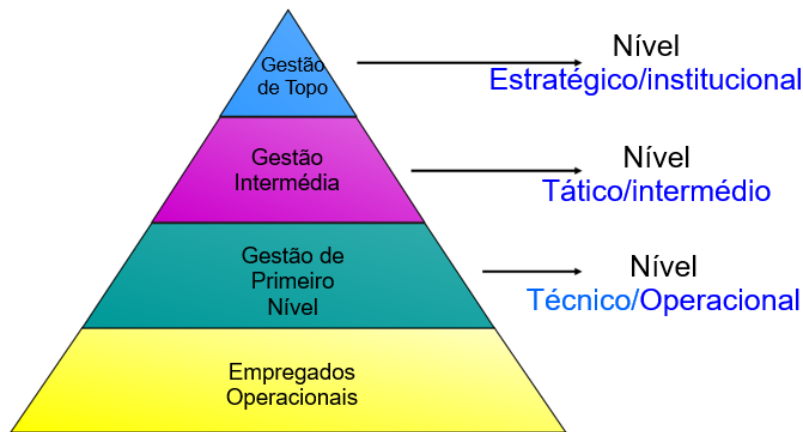 Gestão
de Topo
Nível
Estratégico/institucional
Gestão
Intermédia
Nível
Tático/intermédio
Gestão de
Primeiro
Nível
Nível
Técnico/Operacional
Empregados
Operacionais